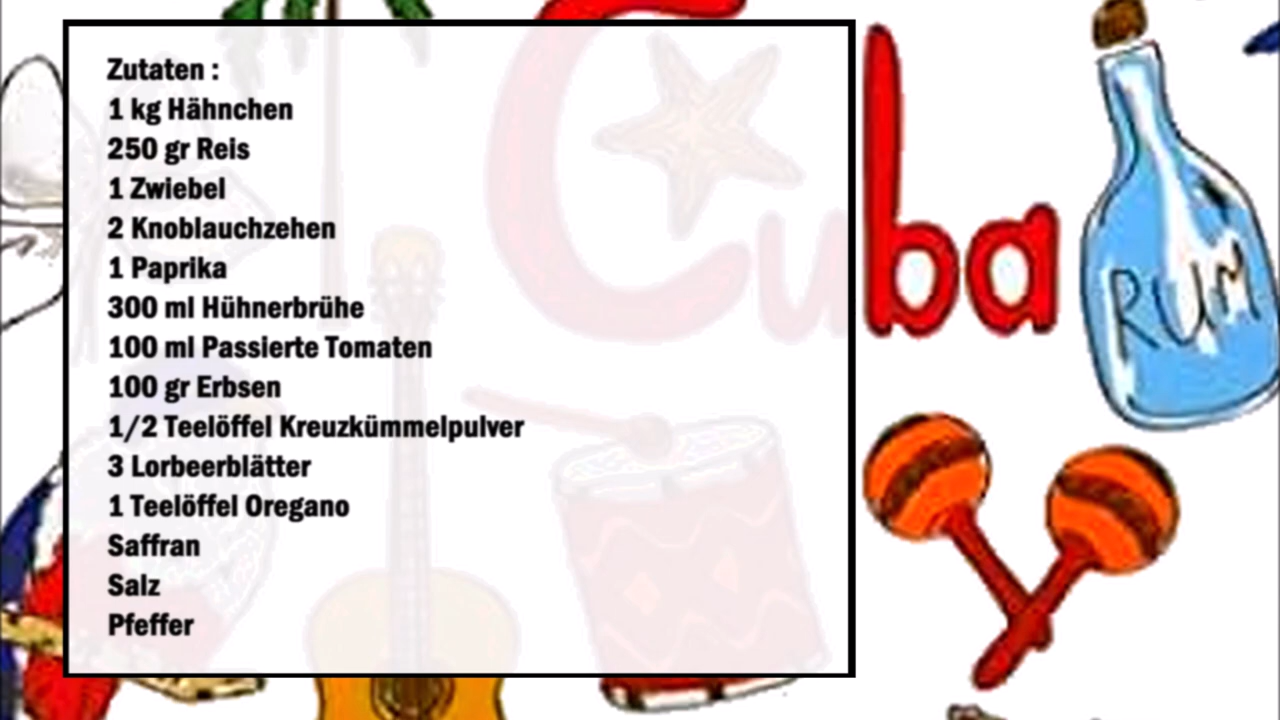 Zutaten :
1 kg Hähnchen
250 gr Reis
1 Zwiebel
2 Knoblauchzehen
1 Paprika
300 ml Hühnerbrühe
100 ml Passierte Tomaten
100 gr Erbsen
1/2 Teelöffel Kreuzkümmelpulver
3 Lorbeerblätter
1 Teelöffel Oregano
Saffran
Salz
Pfeffer
Cuba
RUM